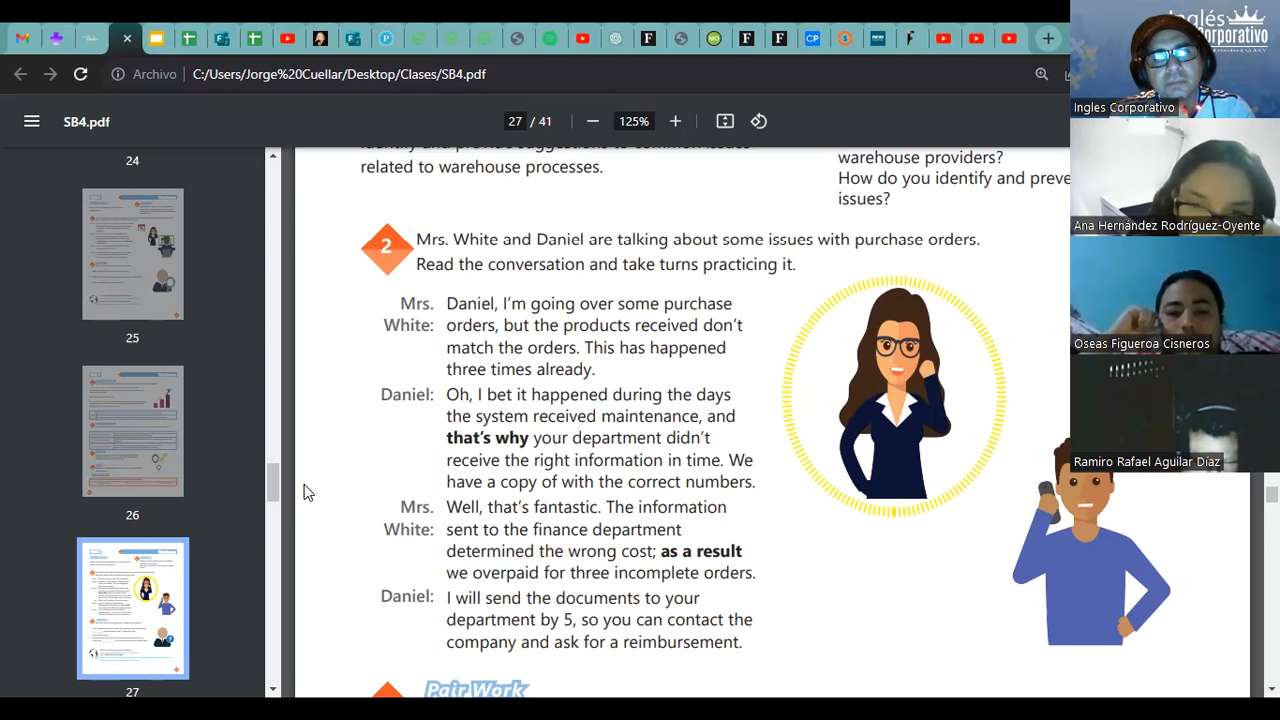 Archivo C:/Users/Jorge%20Cuellar/Desktop/Clases/SB4.pdf
SB4.pdf 27 / 41 125%
24
25
26
27
related to warehouse processes.
warehouse providers?
How do you identify and preve
issues?
2 Mrs. White and Daniel are talking about some issues with purchase orders.
Read the conversation and take turns practicing it.
Mrs. Daniel, I'm going over some purchase
White: orders, but the products received don't
match the orders. This has happened
three times already.
Daniel: Oh, I bet it happened during the days
the system received maintenance, and
that's why your department didn't
receive the right information in time. We
have a copy of with the correct numbers.
Mrs. Well, that's fantastic. The information
White: sent to the finance department
determined the wrong cost; as a result
we overpaid for three incomplete orders.
Daniel: I will send the documents to your
department by 5, so you can contact the
company and ask for a reimbursement.
Pair Work
Inglés
Corporativo
Ingles Corporativo
Ana Hernández Rodríguez-Oyente
Oseas Figueroa Cisneros
Ramiro Rafael Aguilar Díaz